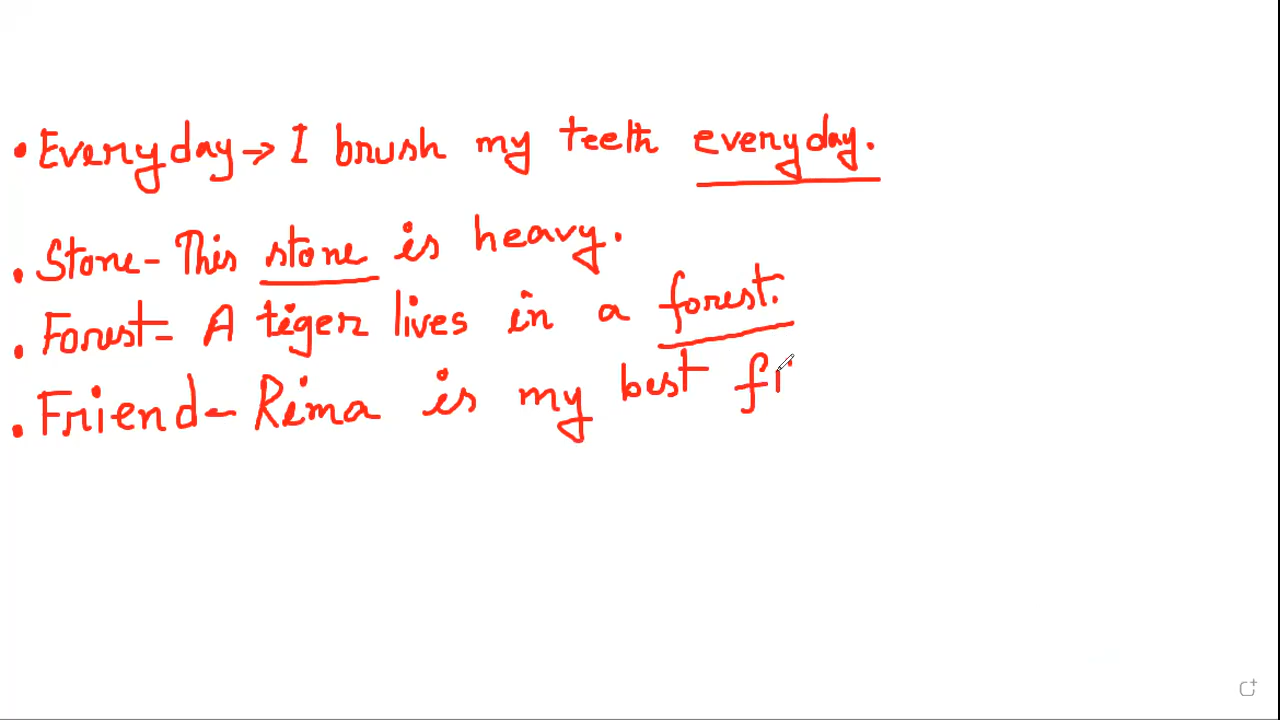 • Everyday → I brush my teeth everyday.
• Stone - This stone is heavy.
• Forest - A tiger lives in a forest.
• Friend - Rima is my best fr